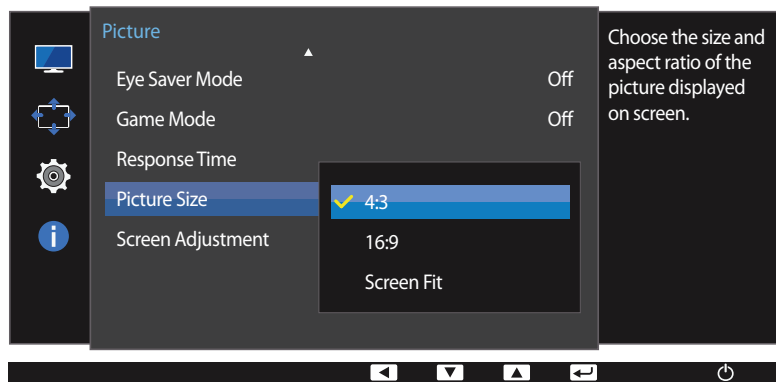 Picture
Eye Saver Mode Off
Game Mode Off
Response Time
Picture Size
4:3
16:9
Screen Adjustment
Screen Fit
Choose the size and
aspect ratio of the
picture displayed
on screen.